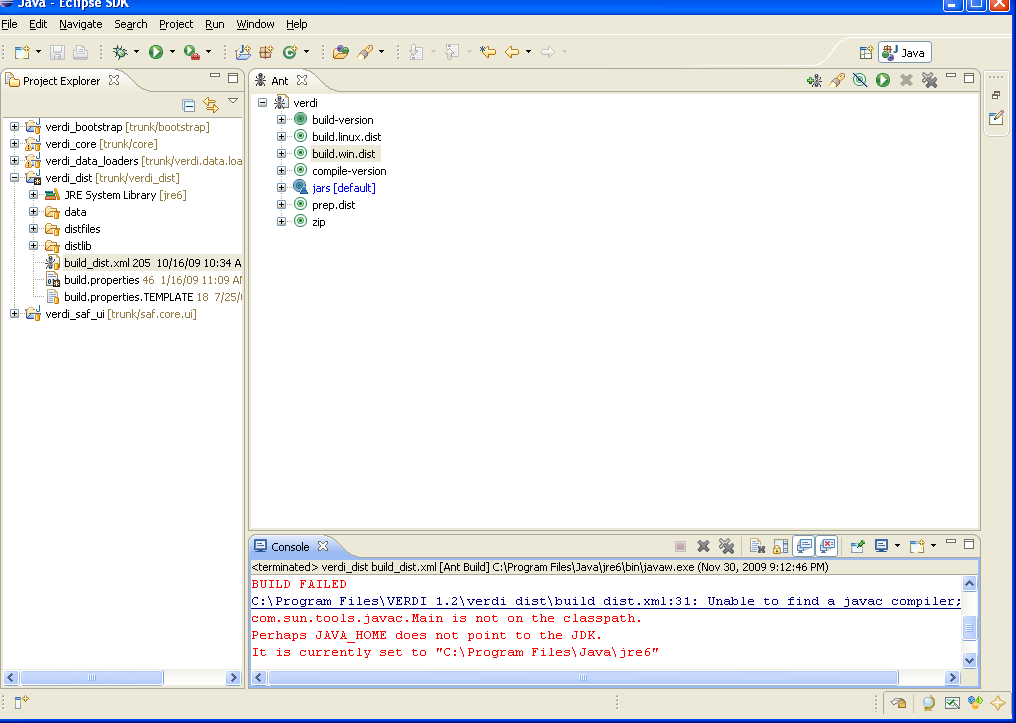 Java - Eclipse SDK
File Edit Navigate Search Project Run Window Help
Java
Project Explorer
Ant
verdi_bootstrap [trunk/bootstrap]
verdi_core [trunk/core]
verdi_data_loaders [trunk/verdi.data.loa
verdi_dist [trunk/verdi_dist]
JRE System Library [jre6]
data
distfiles
distlib
build_dist.xml 205 10/16/09 10:34 A
build.properties 46 1/16/09 11:09 AM
build.properties.TEMPLATE 18 7/25/
verdi_saf_ui [trunk/saf.core.ui]
verdi
build-version
build.linux.dist
build.win.dist
compile-version
jars [default]
prep.dist
zip
Console
<terminated> verdi_dist build_dist.xml [Ant Build] C:\Program Files\Java\jre6\bin\javaw.exe (Nov 30, 2009 9:12:46 PM)
BUILD FAILED
C:\Program Files\VERDI 1.2\verdi_dist\build_dist.xml:31: Unable to find a javac compiler;
com.sun.tools.javac.Main is not on the classpath.
Perhaps JAVA_HOME does not point to the JDK.
It is currently set to "C:\Program Files\Java\jre6"